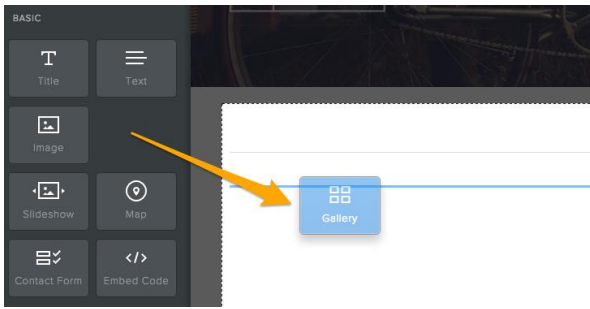 BASIC
Title
Text
Image
Slideshow
Map
Gallery
Contact Form
Embed Code